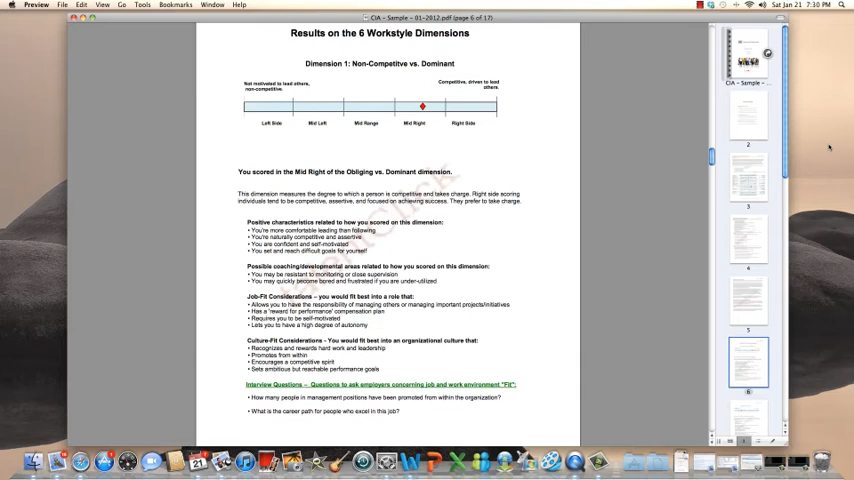 Preview File Edit View Go Tools Bookmarks Window Help
Sat Jan 21 7:30 PM
CIA - Sample - 01-2012.pdf (page 6 of 17)
Results on the 6 Workstyle Dimensions
Dimension 1: Non-Competitve vs. Dominant
Not motivated to lead others, non-competitive.
Competitive, driven to lead others.
Left Side Mid Left Mid Range Mid Right Right Side
You scored in the Mid Right of the Obliging vs. Dominant dimension.
This dimension measures the degree to which a person is competitive and takes charge. Right side scoring
individuals tend to be competitive, assertive, and focused on achieving success. They prefer to take charge.
Positive characteristics related to how you scored on this dimension:
• You're more comfortable leading than following
• You're naturally competitive and assertive
• You are confident and self-motivated
• You set and reach difficult goals for yourself
Possible coaching/developmental areas related to how you scored on this dimension:
• You may be resistant to monitoring or close supervision
• You may quickly become bored and frustrated if you are under-utilized
Job-Fit Considerations – you would fit best into a role that:
• Allows you to have the responsibility of managing others or managing important projects/initiatives
• Has a 'reward for performance' compensation plan
• Requires you to be self-motivated
• Lets you to have a high degree of autonomy
Culture-Fit Considerations - You would fit best into an organizational culture that:
• Recognizes and rewards hard work and leadership
• Promotes from within
• Encourages a competitive spirit
• Sets ambitious but reachable performance goals
Interview Questions – Questions to ask employers concerning job and work environment "Fit":
• How many people in management positions have been promoted from within the organization?
• What is the career path for people who excel in this job?
TalentClick
CIA - Sample - ...
2
3
4
5
6
21